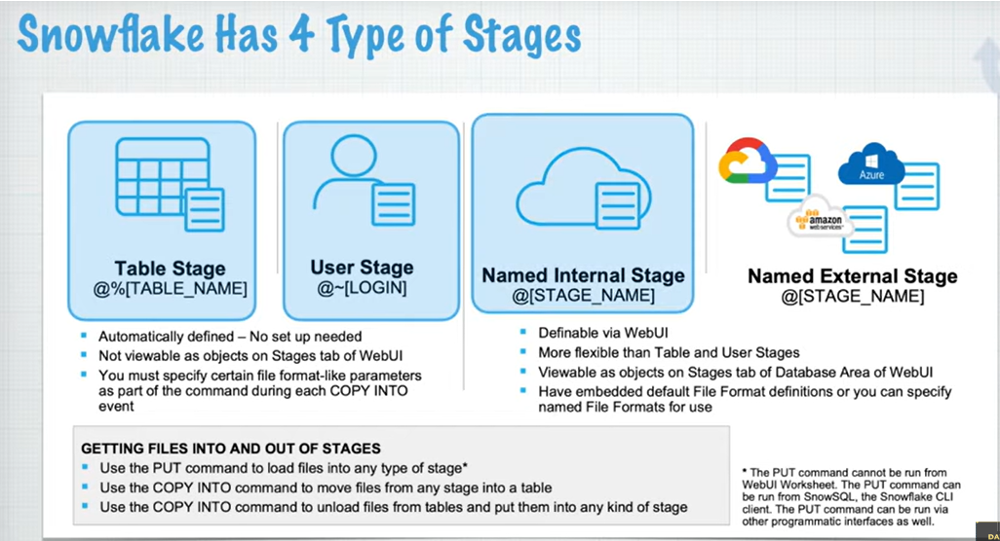 Snowflake Has 4 Type of Stages
Table Stage
@%[TABLE_NAME]
User Stage
@~[LOGIN]
Named Internal Stage
@[STAGE_NAME]
Azure
amazon
webservices™
Named External Stage
@[STAGE_NAME]
Automatically defined – No set up needed
Not viewable as objects on Stages tab of WebUI
You must specify certain file format-like parameters
as part of the command during each COPY INTO
event
Definable via WebUI
More flexible than Table and User Stages
Viewable as objects on Stages tab of Database Area of WebUI
Have embedded default File Format definitions or you can specify
named File Formats for use
GETTING FILES INTO AND OUT OF STAGES
Use the PUT command to load files into any type of stage*
Use the COPY INTO command to move files from any stage into a table
Use the COPY INTO command to unload files from tables and put them into any kind of stage
* The PUT command cannot be run from
WebUI Worksheet. The PUT command can
be run from SnowSQL, the Snowflake CLI
client. The PUT command can be run via
other programmatic interfaces as well.
DA